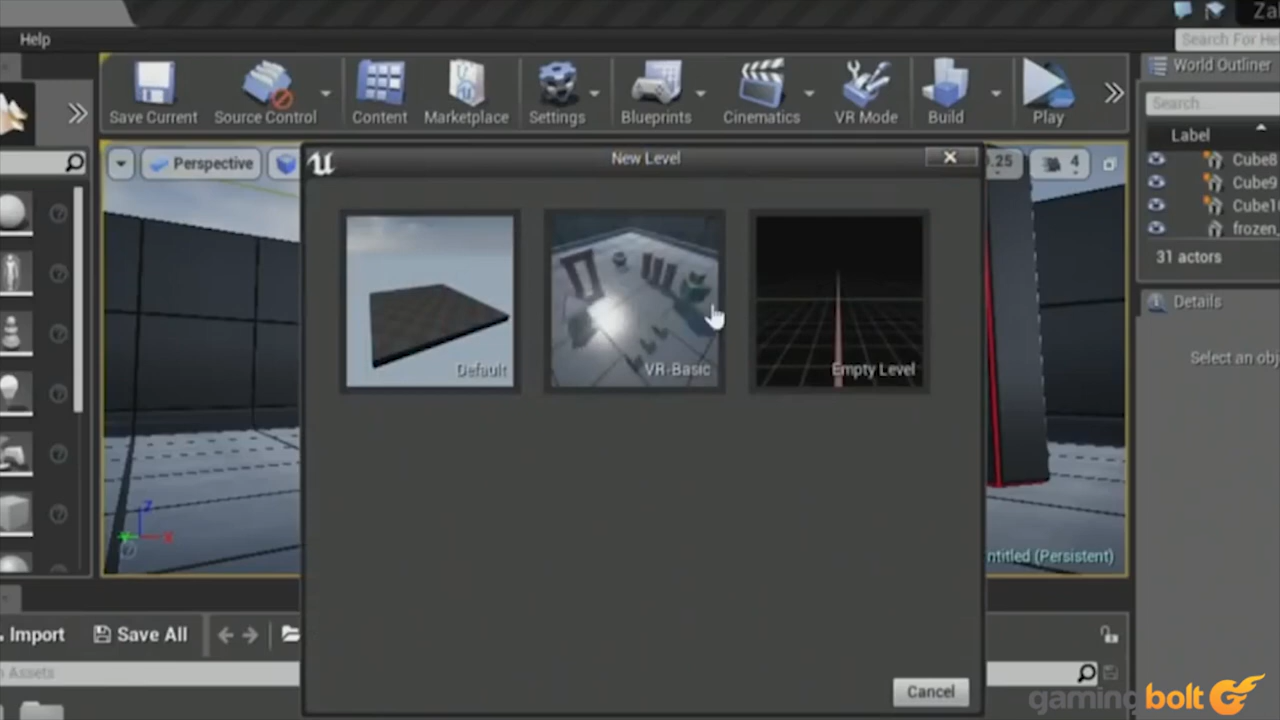 Za
Help
Search For He
Save Current
Source Control
Content
Marketplace
Settings
Blueprints
Cinematics
VR Mode
Build
Play
World Outliner
Search...
Label
Perspective
New Level
.25
4
Cube8
Cube9
Cube1
frozen_
31 actors
Default
VR-Basic
Empty Level
Details
Select an obj
Z
Y
X
ntitled (Persistent)
Import
Save All
Assets
Cancel
gamingbolt